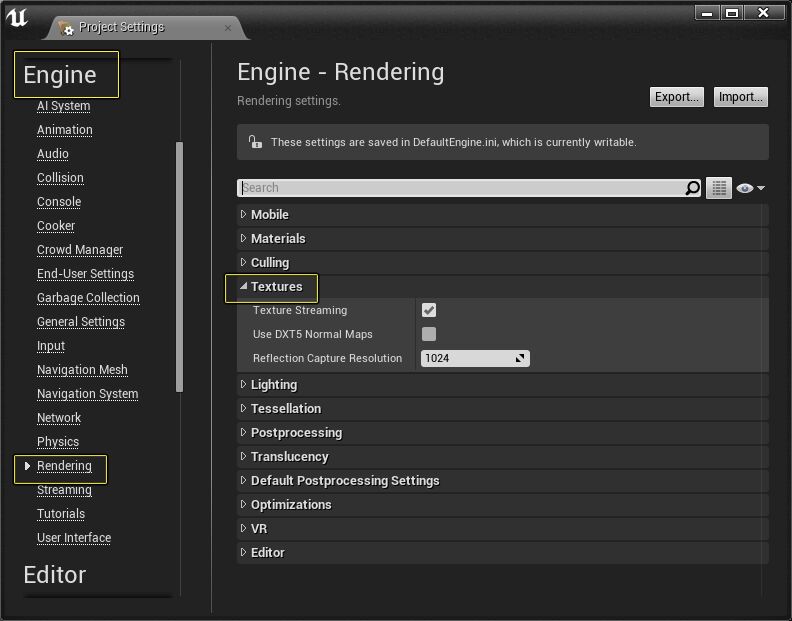 Project Settings
Engine
AI System
Animation
Audio
Collision
Console
Cooker
Crowd Manager
End-User Settings
Garbage Collection
General Settings
Input
Navigation Mesh
Navigation System
Network
Physics
Rendering
Streaming
Tutorials
User Interface
Editor
Engine - Rendering
Rendering settings.
Export...
Import...
These settings are saved in DefaultEngine.ini, which is currently writable.
Search
Mobile
Materials
Culling
Textures
Texture Streaming
Use DXT5 Normal Maps
Reflection Capture Resolution 1024
Lighting
Tessellation
Postprocessing
Translucency
Default Postprocessing Settings
Optimizations
VR
Editor